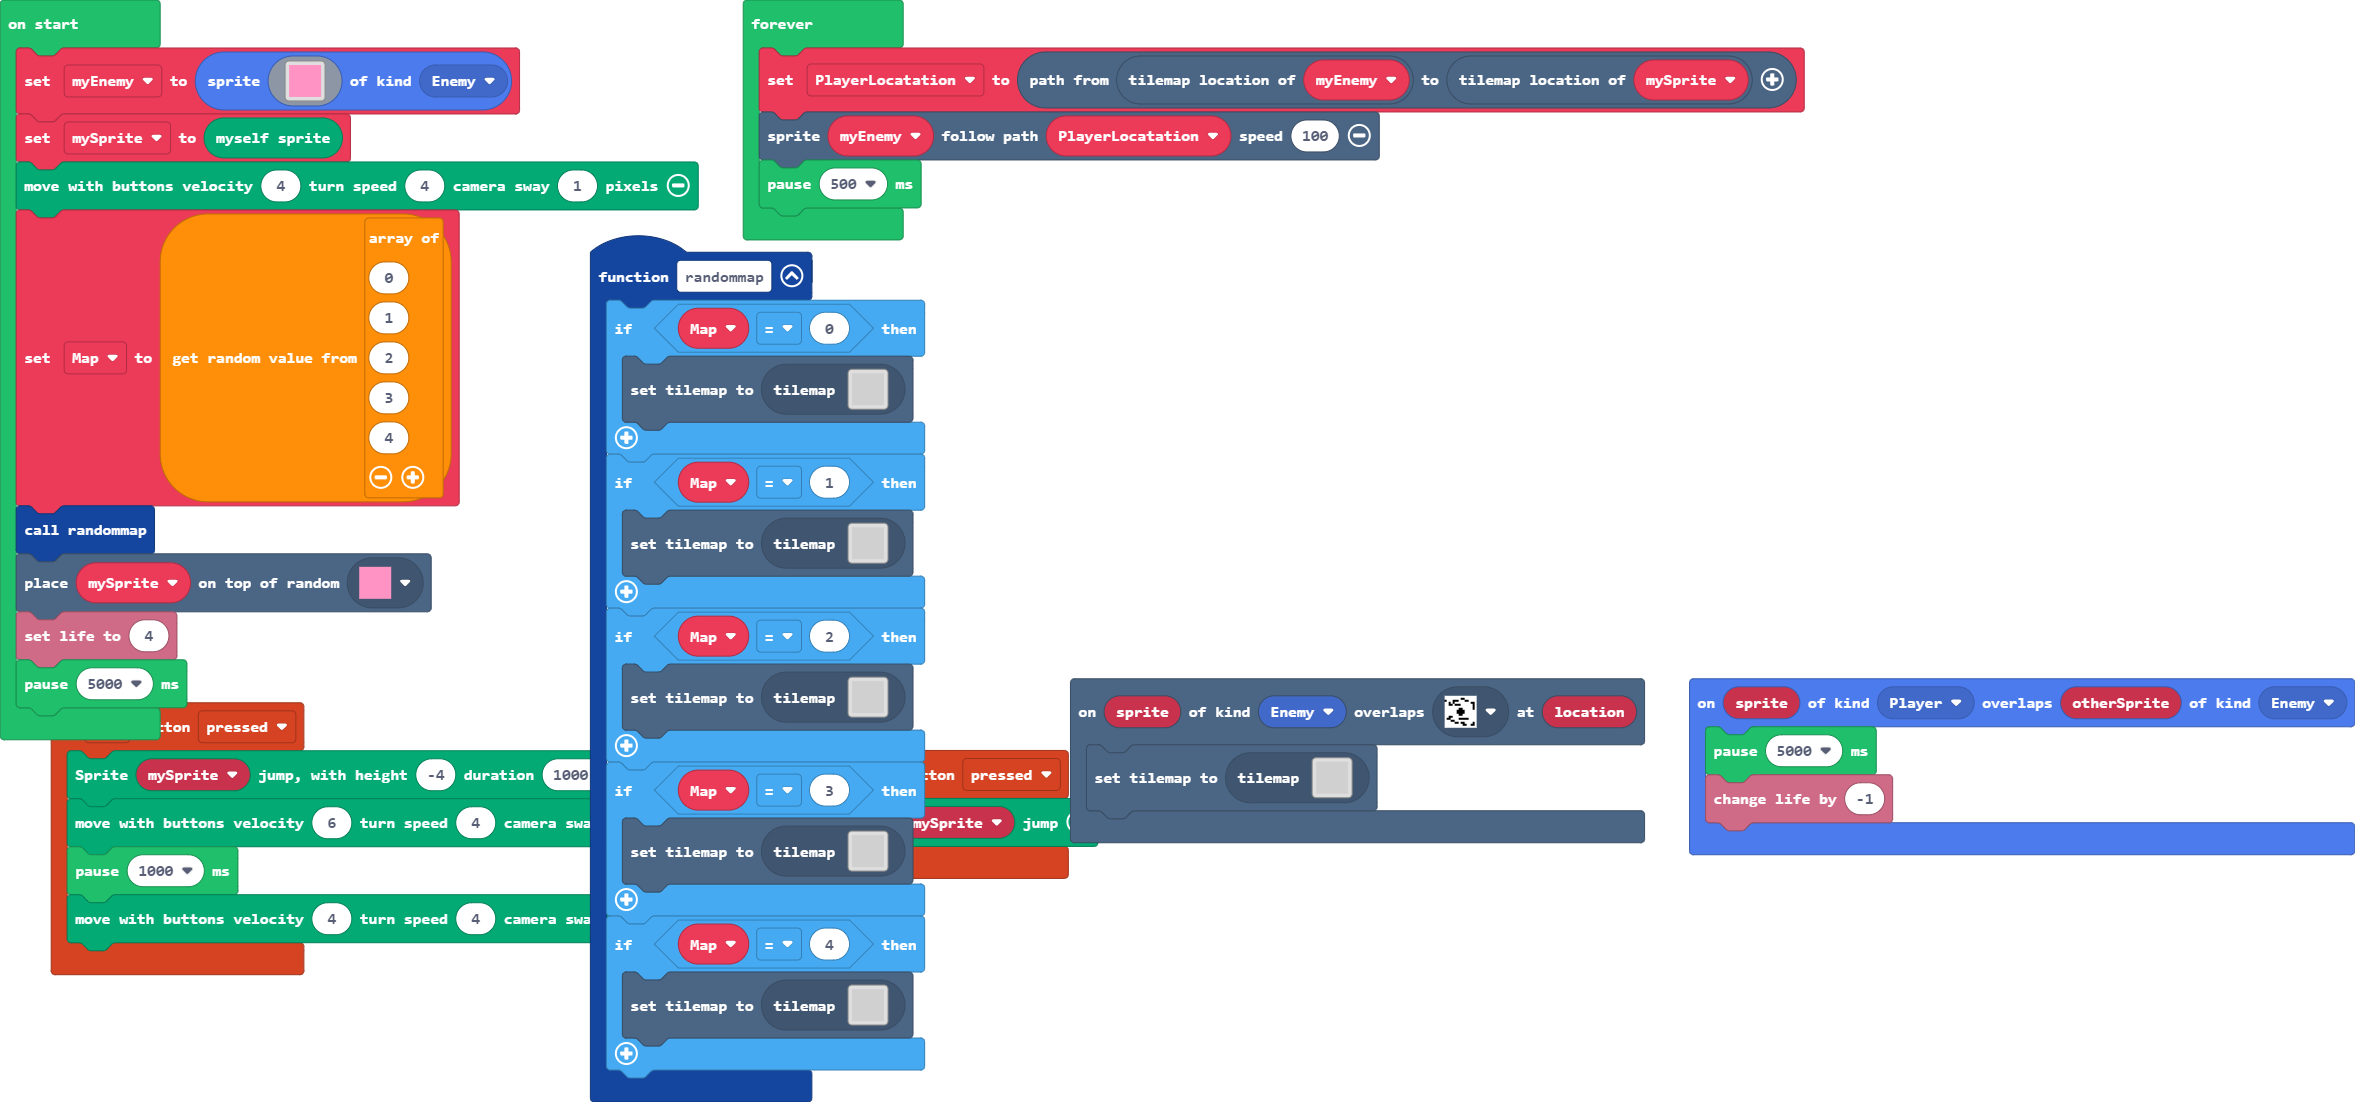 on start
set myEnemy to sprite of kind Enemy
set mySprite to myself sprite
move with buttons velocity 4 turn speed 4 camera sway 1 pixels
set Map to get random value from array of 0 1 2 3 4
call randommap
place mySprite on top of random
set life to 4
pause 5000 ms
pressed
Sprite mySprite jump, with height -4 duration 1000
move with buttons velocity 6 turn speed 4 camera
pause 1000 ms
move with buttons velocity 4 turn speed 4 camera
forever
set PlayerLocatation to path from tilemap location of myEnemy to tilemap location of mySprite
sprite myEnemy follow path PlayerLocatation speed 100
pause 500 ms
function randommap
if Map = 0 then
set tilemap to tilemap
if Map = 1 then
set tilemap to tilemap
if Map = 2 then
set tilemap to tilemap
if Map = 3 then
set tilemap to tilemap
if Map = 4 then
set tilemap to tilemap
pressed
mySprite jump
on sprite of kind Enemy overlaps at location
set tilemap to tilemap
on sprite of kind Player overlaps otherSprite of kind Enemy
pause 5000 ms
change life by -1